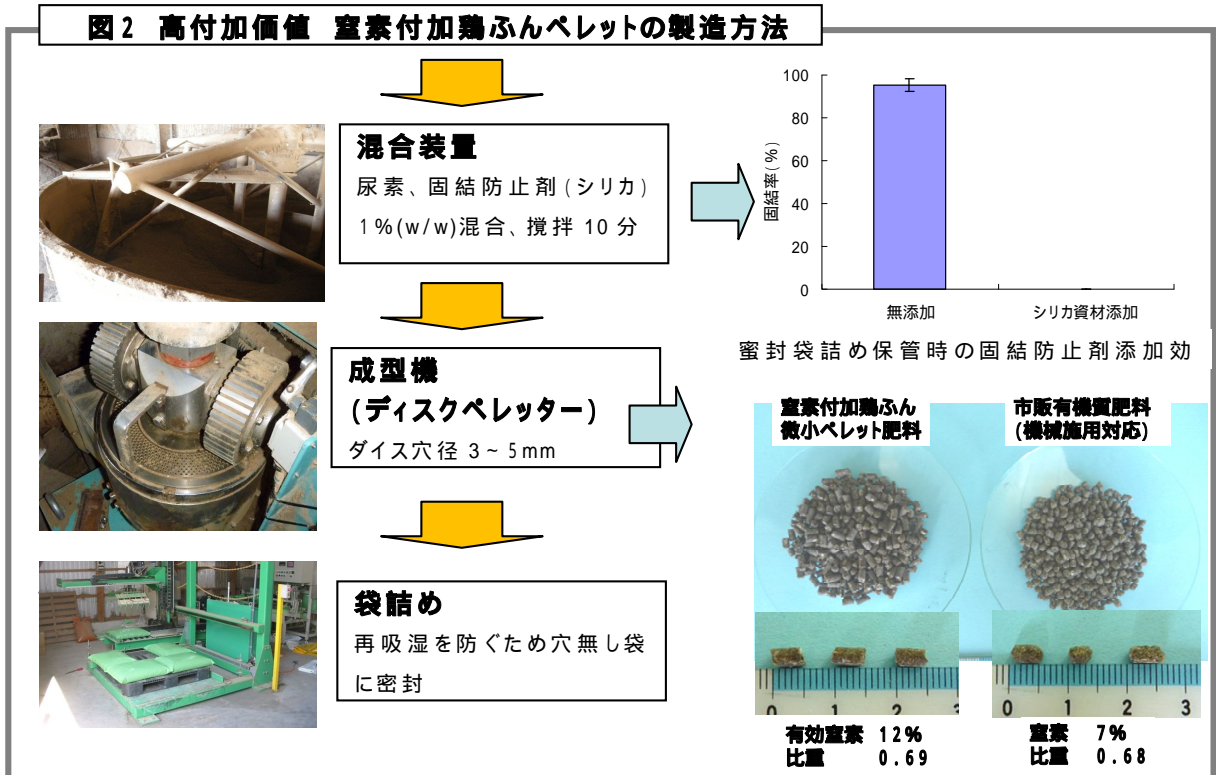 図2 高付加価値 窒素付加鶏ふんペレットの製造方法
混合装置
尿素、固結防止剤(シリカ)
1%(w/w)混合、撹拌 10 分
成型機
(ディスクペレッター)
ダイス穴径 3~5mm
袋詰め
再吸湿を防ぐため穴無し袋
に密封
固結率(%)
100
80
60
40
20
0
無添加 シリカ資材添加
蜜封袋詰め保管時の固結防止剤添加効
窒素付加鶏ふん
微小ペレット肥料
市販有機質肥料
(機械施用対応)
0 1 2 3
0 1 2 3
有効窒素 12%
比重 0.69
窒素 7%
比重 0.68